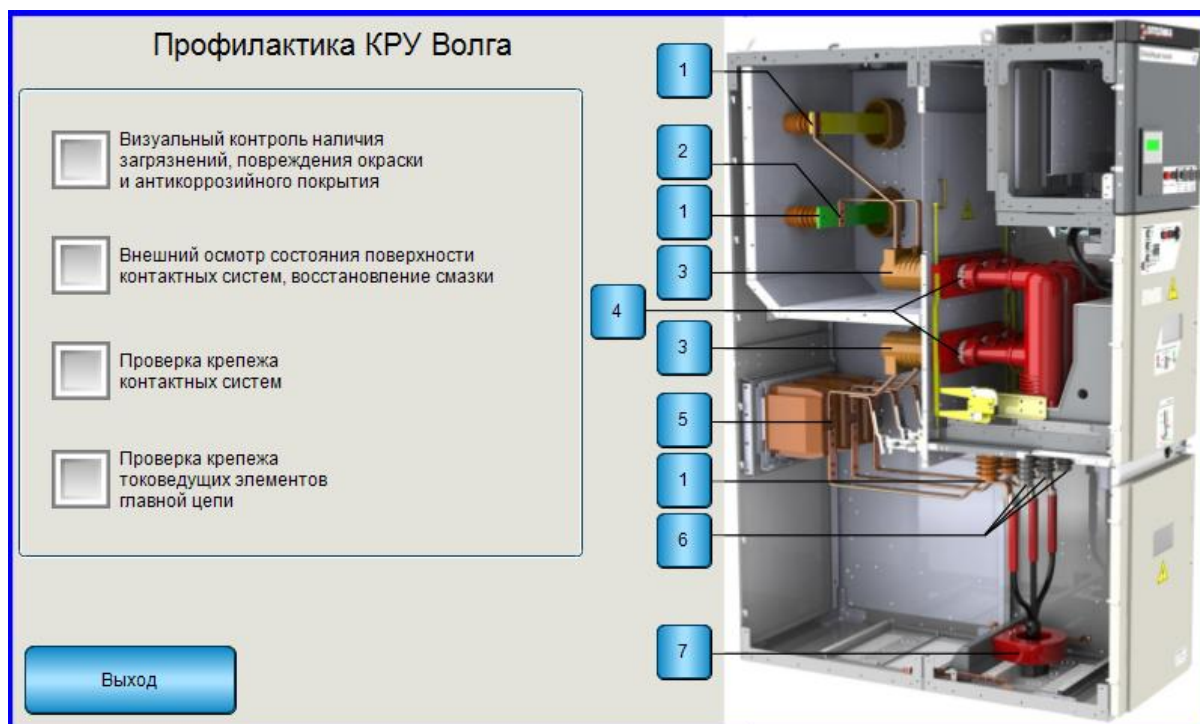 Профилактика КРУ Волга
Визуальный контроль наличия
загрязнений, повреждения окраски
и антикоррозийного покрытия
Внешний осмотр состояния поверхности
контактных систем, восстановление смазки
Проверка крепежа
контактных систем
Проверка крепежа
токоведущих элементов
главной цепи
Выход
1
2
1
3
4
3
5
1
6
7